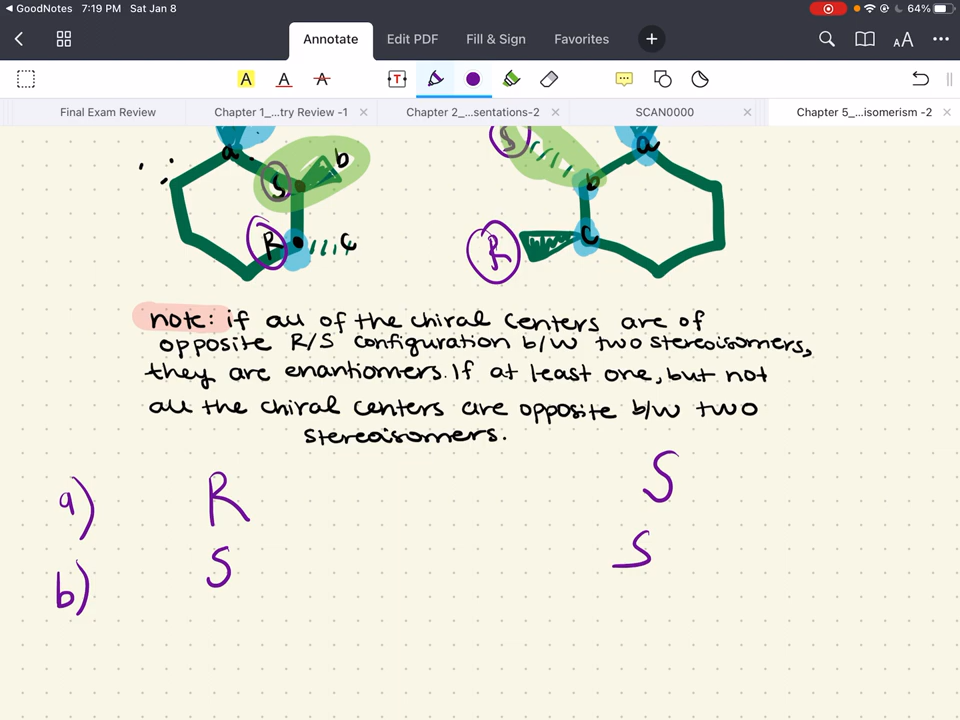 GoodNotes 7:19 PM Sat Jan 8 64%
Annotate Edit PDF Fill & Sign Favorites
A A A T
Final Exam Review Chapter 1_...try Review -1 Chapter 2_...sentations-2 SCAN0000 Chapter 5_...isomerism -2
a S a
S b b
R c R c
note: if all of the chiral centers are of
opposite R/S configuration b/w two stereoisomers,
they are enantiomers. If at least one, but not
all the chiral centers are opposite b/w two
stereoisomers.
a) R S
b) S S